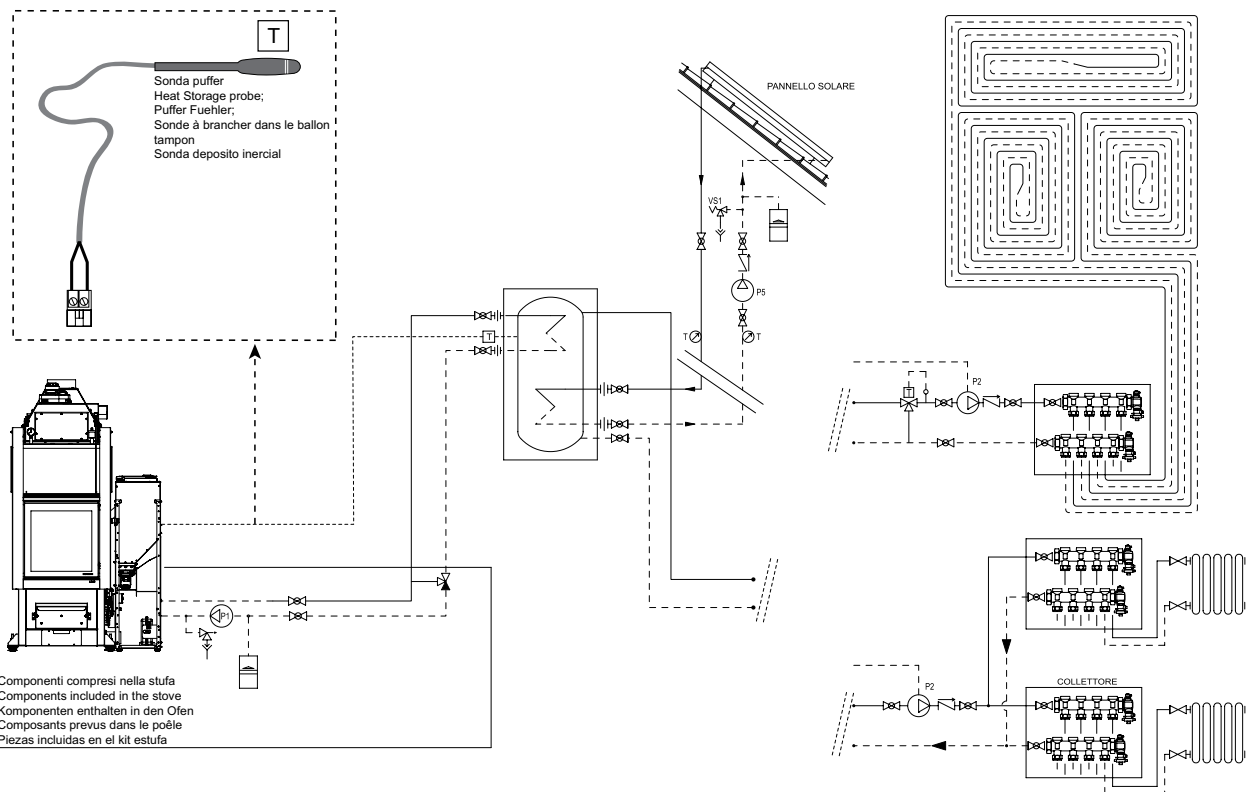 T
Sonda puffer
Heat Storage probe;
Puffer Fuehler;
Sonde à brancher dans le ballon
tampon
Sonda deposito inercial
PANNELLO SOLARE
VS1
P5
T
T
T
P2
T
P1
P2
COLLETTORE
Componenti compresi nella stufa
Components included in the stove
Komponenten enthalten in den Ofen
Composants prevus dans le poêle
Piezas incluidas en el kit estufa